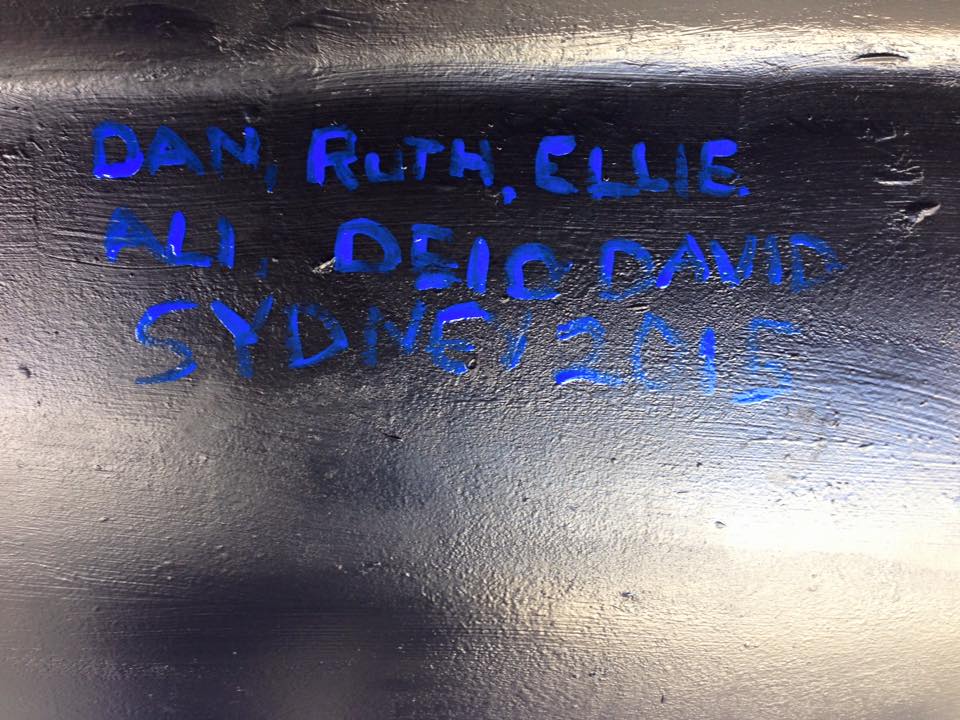 DAN, RUTH, ELLIE.
ALI, DEIO DAVID
SYDNEY 2015